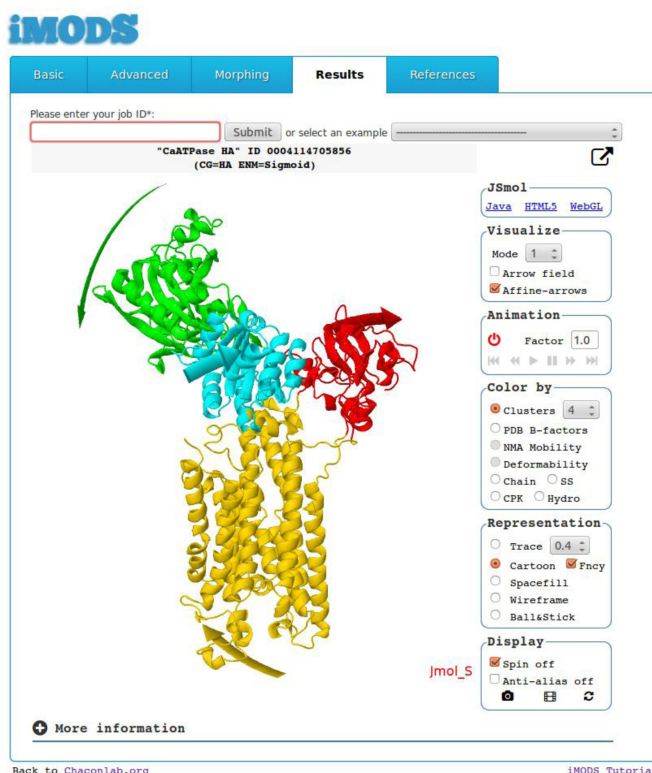 iMODS
Basic Advanced Morphing Results References
Please enter your job ID*:
Submit or select an example
"CaATPase HA" ID 0004114705856
(CG=HA ENM=Sigmoid)
JSmol
Java HTML5 WebGL
Visualize
Mode 1
Arrow field
Affine-arrows
Animation
Factor 1.0
Color by
Clusters 4
PDB B-factors
NMA Mobility
Deformability
Chain SS
CPK Hydro
Representation
Trace 0.4
Cartoon Fncy
Spacefill
Wireframe
Ball&Stick
Display
Spin off
Anti-alias off
Jmol_S
More information
Back to Chaconlab.org iMODS Tutoria